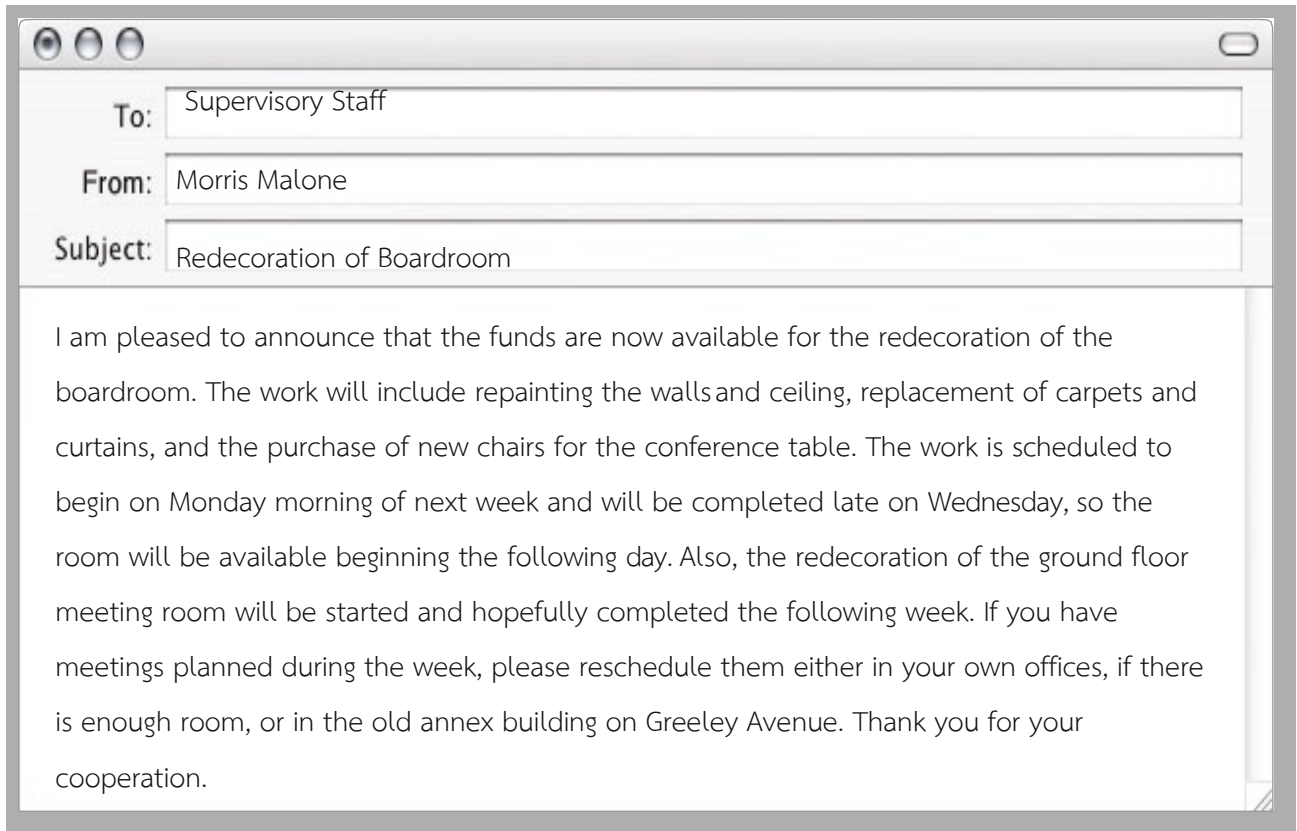 To: Supervisory Staff
From: Morris Malone
Subject: Redecoration of Boardroom
I am pleased to announce that the funds are now available for the redecoration of the
boardroom. The work will include repainting the walls and ceiling, replacement of carpets and
curtains, and the purchase of new chairs for the conference table. The work is scheduled to
begin on Monday morning of next week and will be completed late on Wednesday, so the
room will be available beginning the following day. Also, the redecoration of the ground floor
meeting room will be started and hopefully completed the following week. If you have
meetings planned during the week, please reschedule them either in your own offices, if there
is enough room, or in the old annex building on Greeley Avenue. Thank you for your
cooperation.